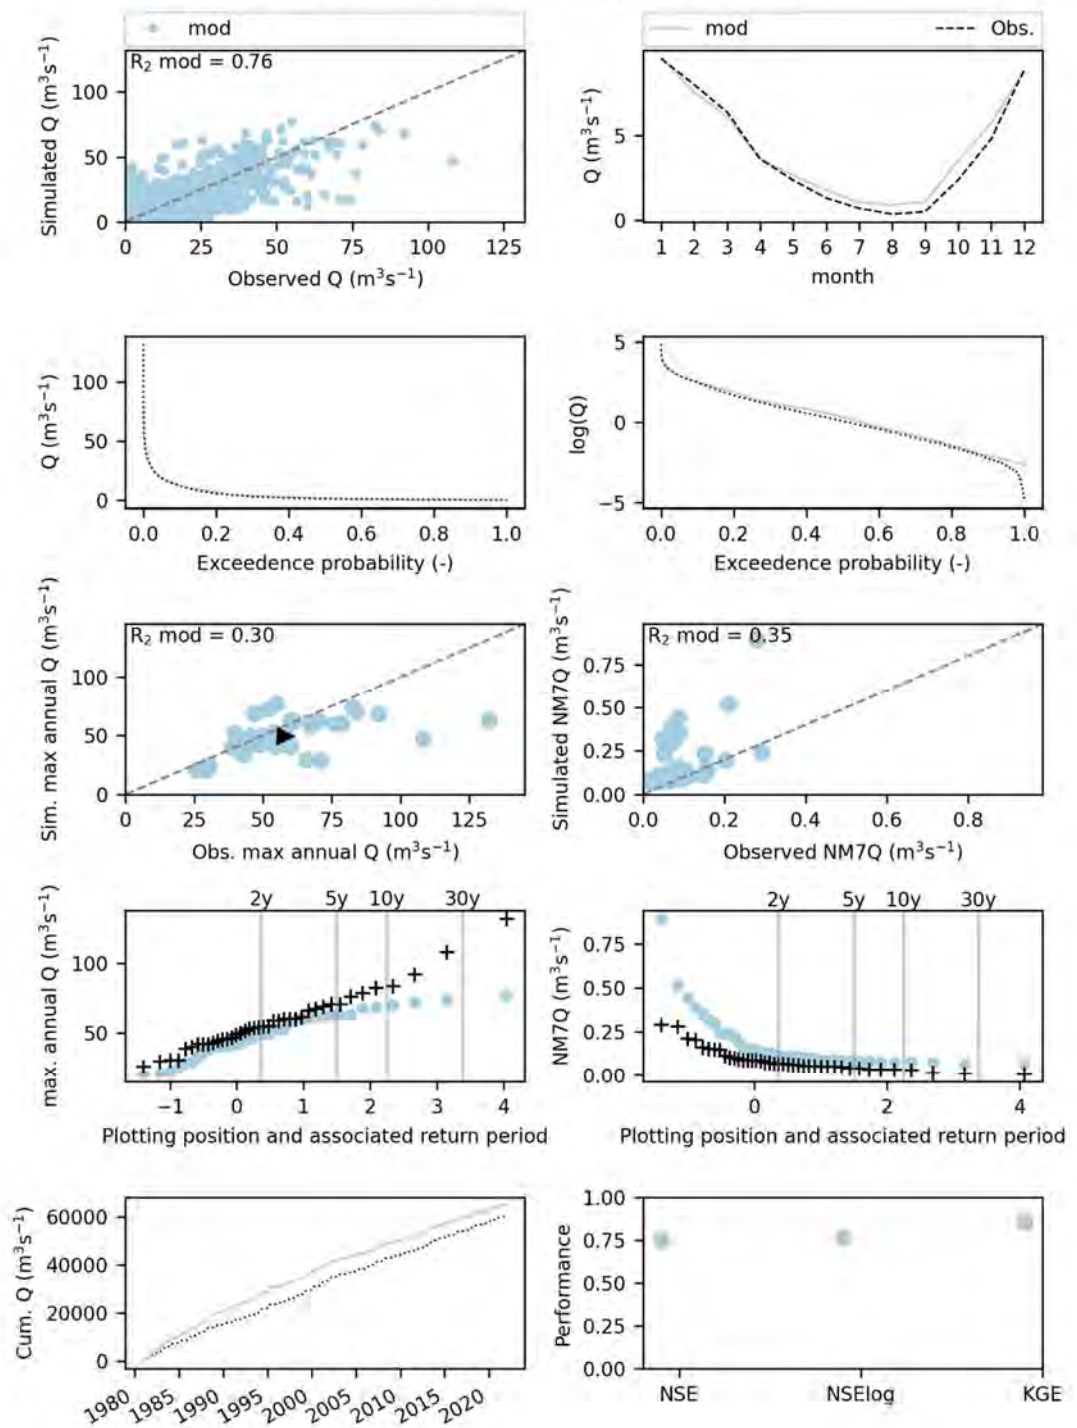 mod
mod Obs.
R₂ mod = 0.76
Simulated Q (m³s⁻¹)
100
50
0
0 25 50 75 100 125
Observed Q (m³s⁻¹)
Q (m³s⁻¹)
5
0
1 2 3 4 5 6 7 8 9 10 11 12
month
Q (m³s⁻¹)
100
50
0
0.0 0.2 0.4 0.6 0.8 1.0
Exceedence probability (-)
log(Q)
5
0
−5
0.0 0.2 0.4 0.6 0.8 1.0
Exceedence probability (-)
R₂ mod = 0.30
Sim. max annual Q (m³s⁻¹)
100
50
0
0 25 50 75 100 125
Obs. max annual Q (m³s⁻¹)
R₂ mod = 0.35
Simulated NM7Q (m³s⁻¹)
0.75
0.50
0.25
0.00
0.0 0.2 0.4 0.6 0.8
Observed NM7Q (m³s⁻¹)
2y 5y 10y 30y
max. annual Q (m³s⁻¹)
100
50
−1 0 1 2 3 4
Plotting position and associated return period
2y 5y 10y 30y
NM7Q (m³s⁻¹)
0.75
0.50
0.25
0.00
0 2 4
Plotting position and associated return period
Cum. Q (m³s⁻¹)
60000
40000
20000
0
1980 1985 1990 1995 2000 2005 2010 2015 2020
Performance
1.00
0.75
0.50
0.25
0.00
NSE NSElog KGE